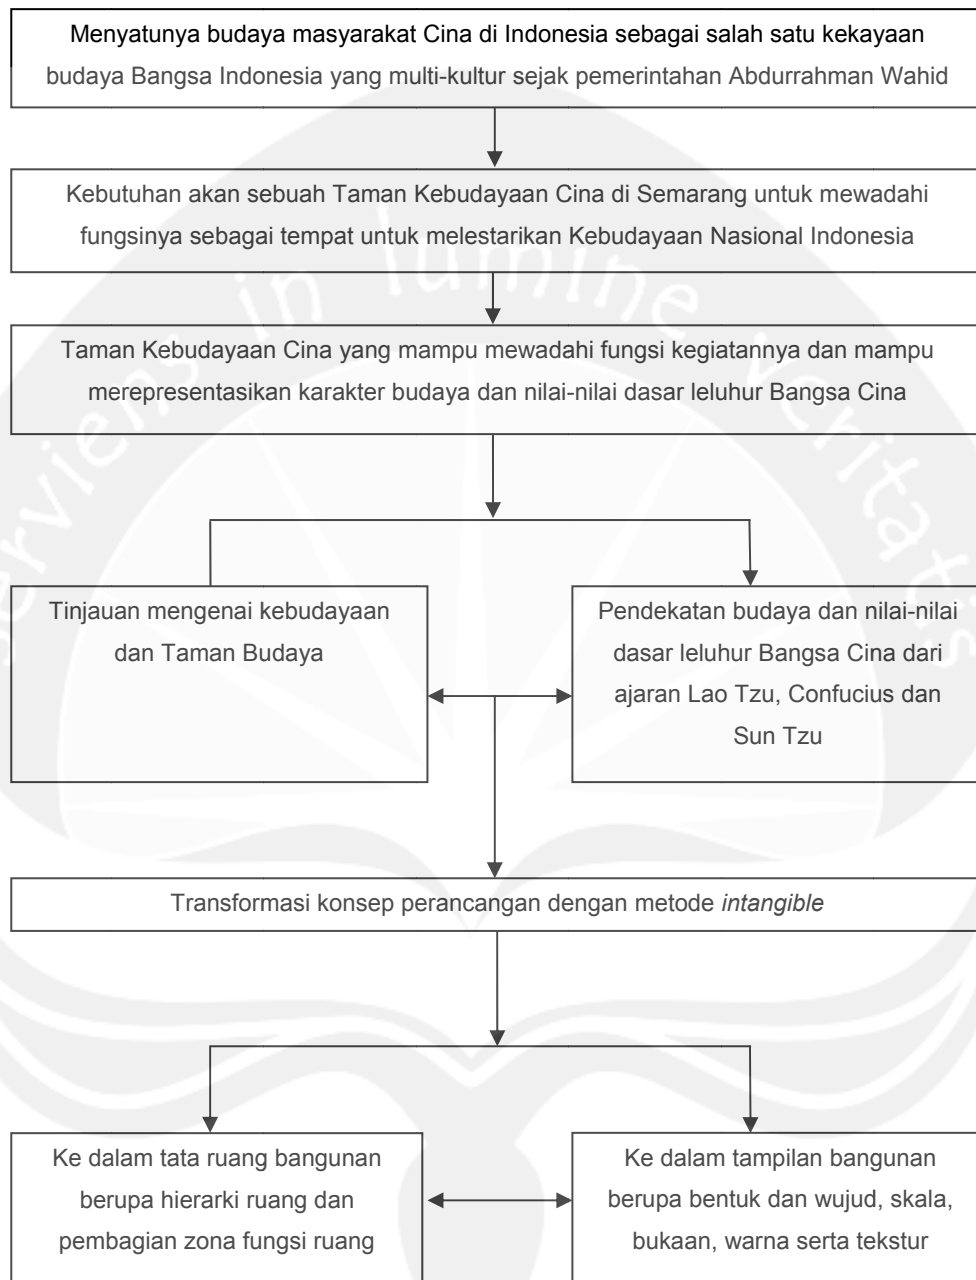 Menyatunya budaya masyarakat Cina di Indonesia sebagai salah satu kekayaan
budaya Bangsa Indonesia yang multi-kultur sejak pemerintahan Abdurrahman Wahid
Kebutuhan akan sebuah Taman Kebudayaan Cina di Semarang untuk mewadahi
fungsinya sebagai tempat untuk melestarikan Kebudayaan Nasional Indonesia
Taman Kebudayaan Cina yang mampu mewadahi fungsi kegiatannya dan mampu
merepresentasikan karakter budaya dan nilai-nilai dasar leluhur Bangsa Cina
Tinjauan mengenai kebudayaan
dan Taman Budaya
Pendekatan budaya dan nilai-nilai
dasar leluhur Bangsa Cina dari
ajaran Lao Tzu, Confucius dan
Sun Tzu
Transformasi konsep perancangan dengan metode intangible
Ke dalam tata ruang bangunan
berupa hierarki ruang dan
pembagian zona fungsi ruang
Ke dalam tampilan bangunan
berupa bentuk dan wujud, skala,
bukaan, warna serta tekstur
serviens in lumine veritatis